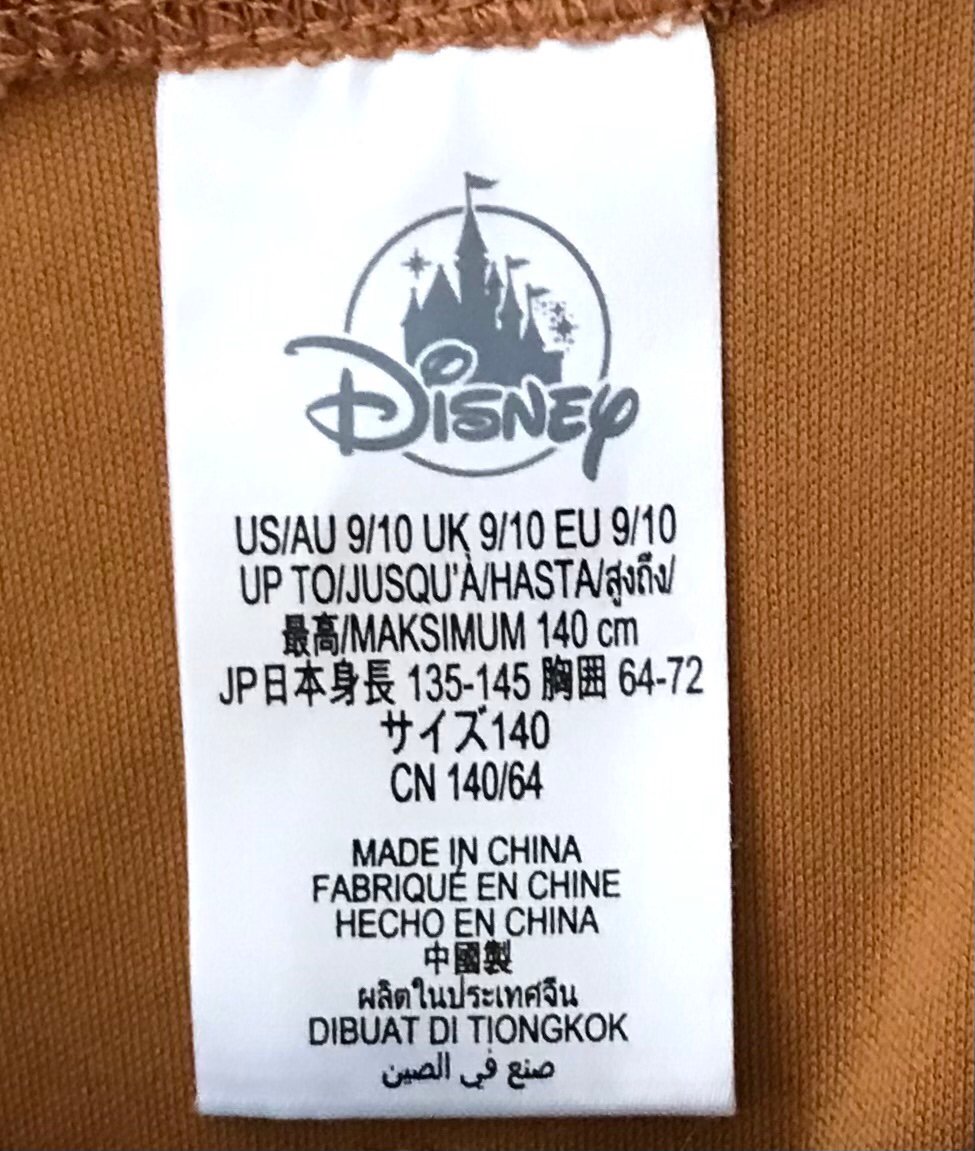 Disney
US/AU 9/10 UK 9/10 EU 9/10
UP TO/JUSQU'À/HASTA/สูงถึง/
最高/MAKSIMUM 140 cm
JP日本身長 135-145 胸囲 64-72
サイズ140
CN 140/64
MADE IN CHINA
FABRIQUÉ EN CHINE
HECHO EN CHINA
中國製
ผลิตในประเทศจีน
DIBUAT DI TIONGKOK
صنع في الصين